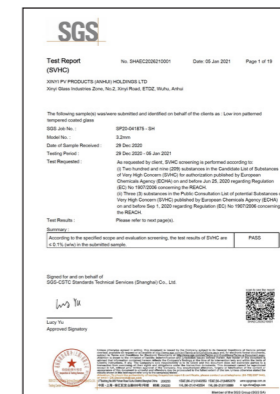 SGS
Test Report No. SHAEC2026210001 Date: 05 Jan 2021 Page 1 of 19
(SVHC)
XINYI PV PRODUCTS (ANHUI) HOLDINGS LTD
Xinyi Glass Industries Zone, No.2, Xinyi Road, ETDZ, Wuhu, Anhui
The following sample(s) was/were submitted and identified on behalf of the clients as : Low iron patterned
tempered coated glass
SGS Job No. : SP20-041878 - SH
Model No. : 3.2mm
Date of Sample Received : 29 Dec 2020
Testing Period : 29 Dec 2020 - 05 Jan 2021
Test Requested : As requested by client, SVHC screening is performed according to:
(i) Two hundred and nine (209) substances in the Candidate List of Substances
of Very High Concern (SVHC) for authorization published by European
Chemicals Agency (ECHA) on and before Jun 25, 2020 regarding Regulation
(EC) No 1907/2006 concerning the REACH.
(ii) Three (3) substances in the Public Consultation List of potential Substances of
Very High Concern (SVHC) published by European Chemicals Agency (ECHA)
on and before Sep 1, 2020 regarding Regulation (EC) No 1907/2006 concerning
the REACH.
Test Results : Please refer to next page(s).
Summary :
According to the specified scope and evaluation screening, the test results of SVHC are PASS
< 0.1% (w/w) in the submitted sample.
Signed for and on behalf of
SGS-CSTC Standards Technical Services (Shanghai) Co., Ltd.
Lucy Yu
Approved Signatory
Member of the SGS Group (SGS SA)